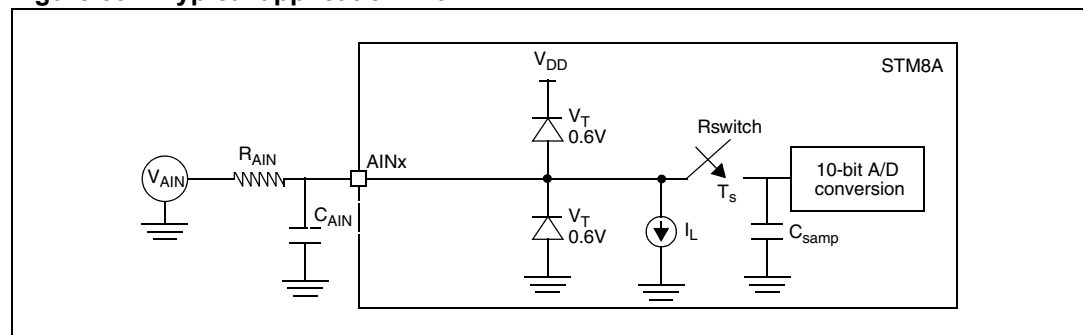 V_DD
STM8A
V_T
0.6V
Rswitch
R_AIN
AINx
V_AIN
10-bit A/D
conversion
T_s
C_AIN
V_T
0.6V
I_L
C_samp